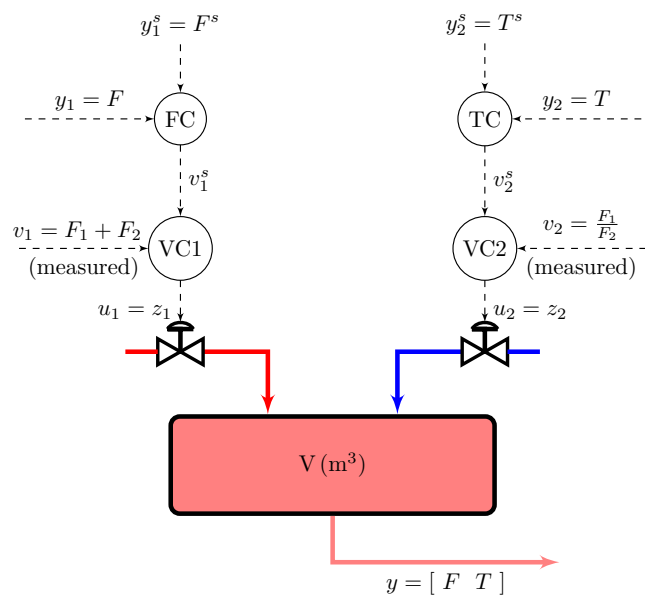 y₁ˢ = Fˢ
y₂ˢ = Tˢ
y₁ = F
FC
TC
y₂ = T
v₁ˢ
v₂ˢ
v₁ = F₁ + F₂
(measured)
VC1
VC2
v₂ = F₁/F₂
(measured)
u₁ = z₁
u₂ = z₂
V (m³)
y = [ F T ]